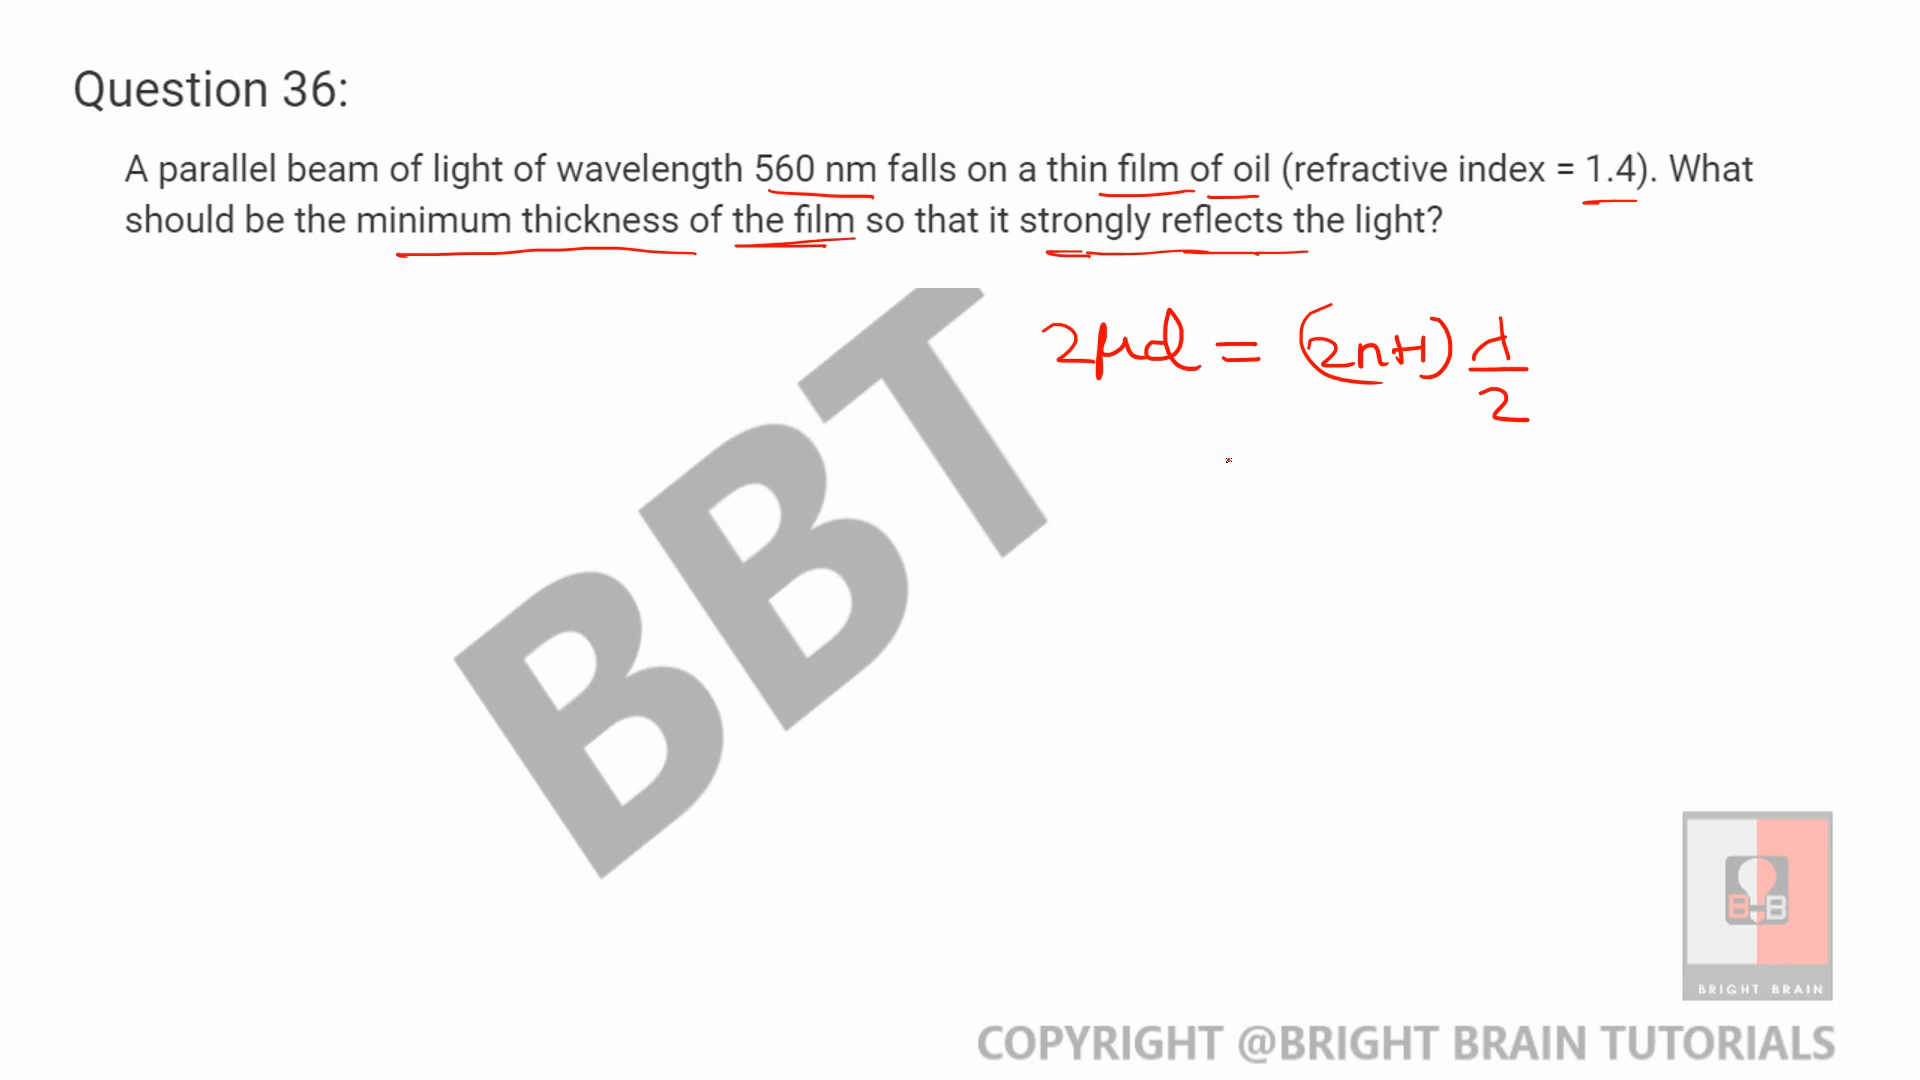 Question 36:
A parallel beam of light of wavelength 560 nm falls on a thin film of oil (refractive index = 1.4). What
should be the minimum thickness of the film so that it strongly reflects the light?
2μd = (2n+1) λ/2
BBT
B B
BRIGHT BRAIN
COPYRIGHT @BRIGHT BRAIN TUTORIALS